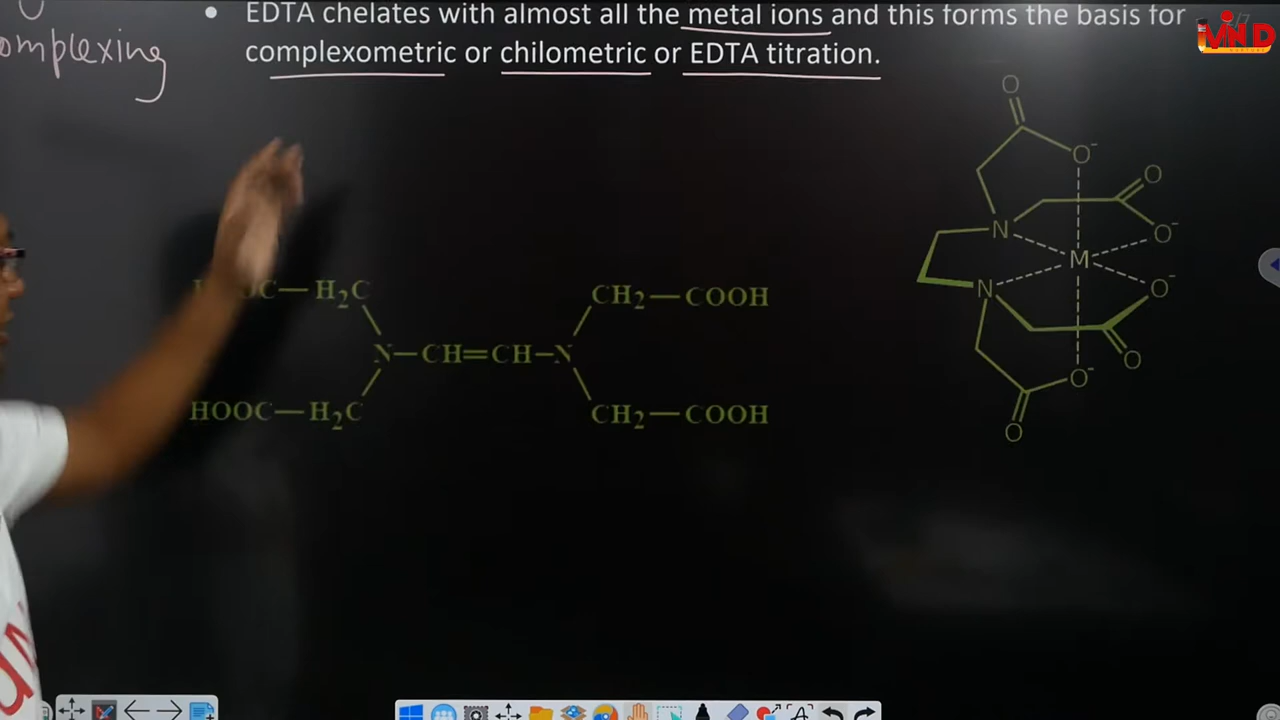 EDTA chelates with almost all the metal ions and this forms the basis for
omplexing
complexometric or chilometric or EDTA titration.
MIND
O
O⁻
O
N
O⁻
M
C—H₂C
CH₂—COOH
N
O⁻
N—CH=CH—N
O
O⁻
HOOC—H₂C
CH₂—COOH
O